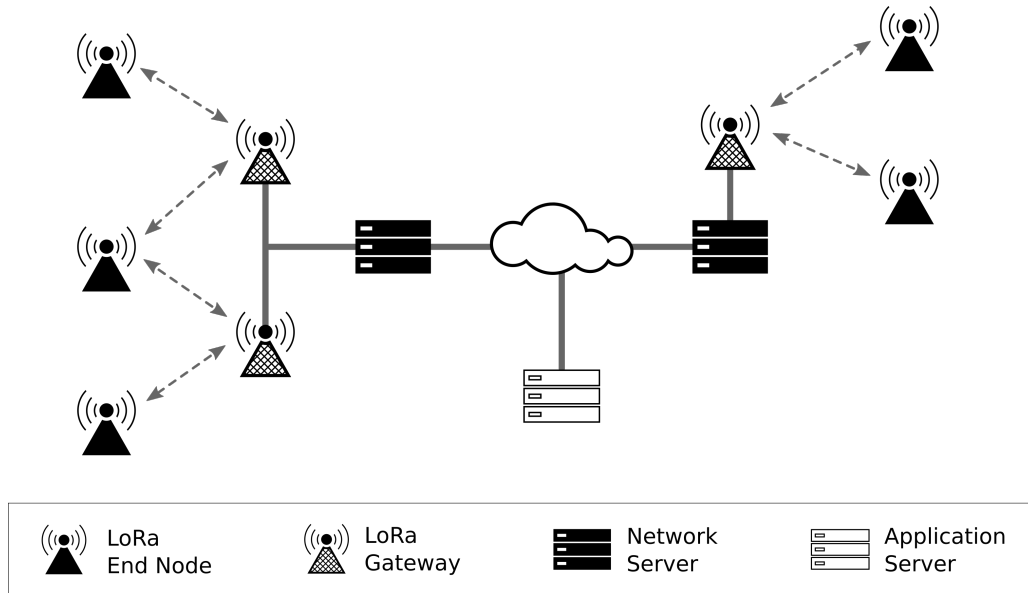 LoRa
End Node
LoRa
Gateway
Network
Server
Application
Server